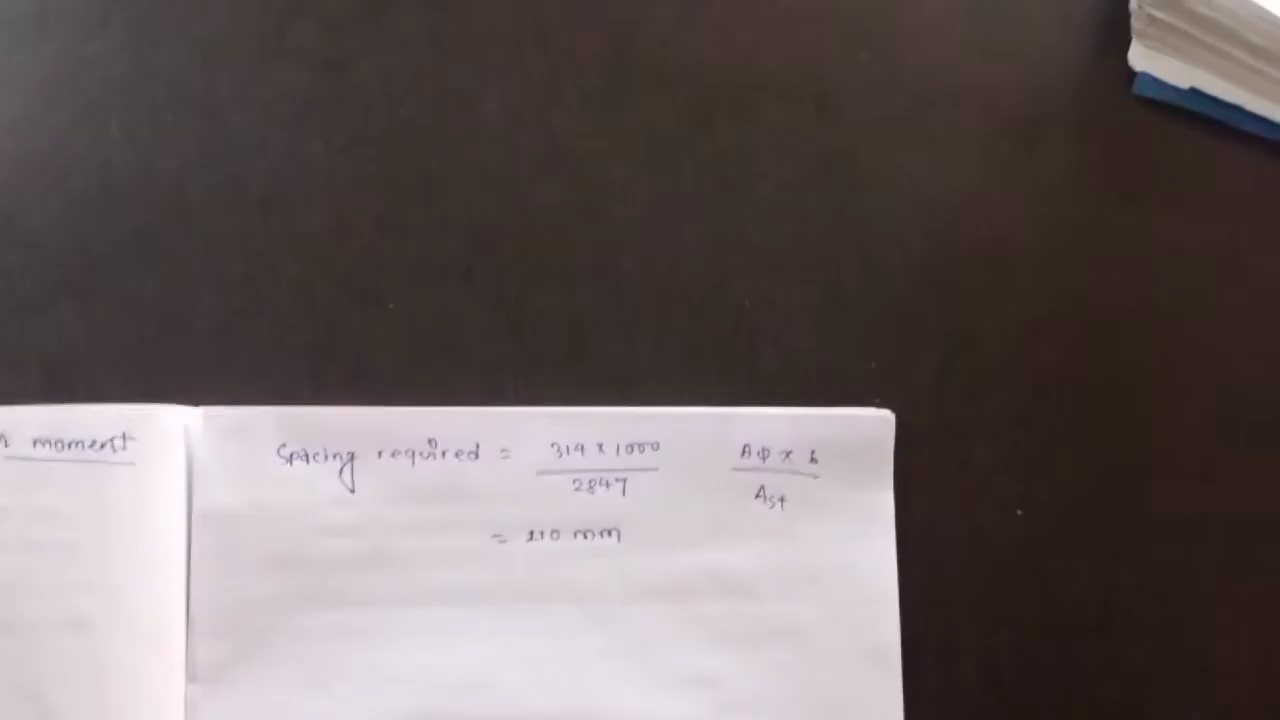 moment
Spacing required = 314 x 1000 / 2847 Aϕ x b / Ast
= 110 mm